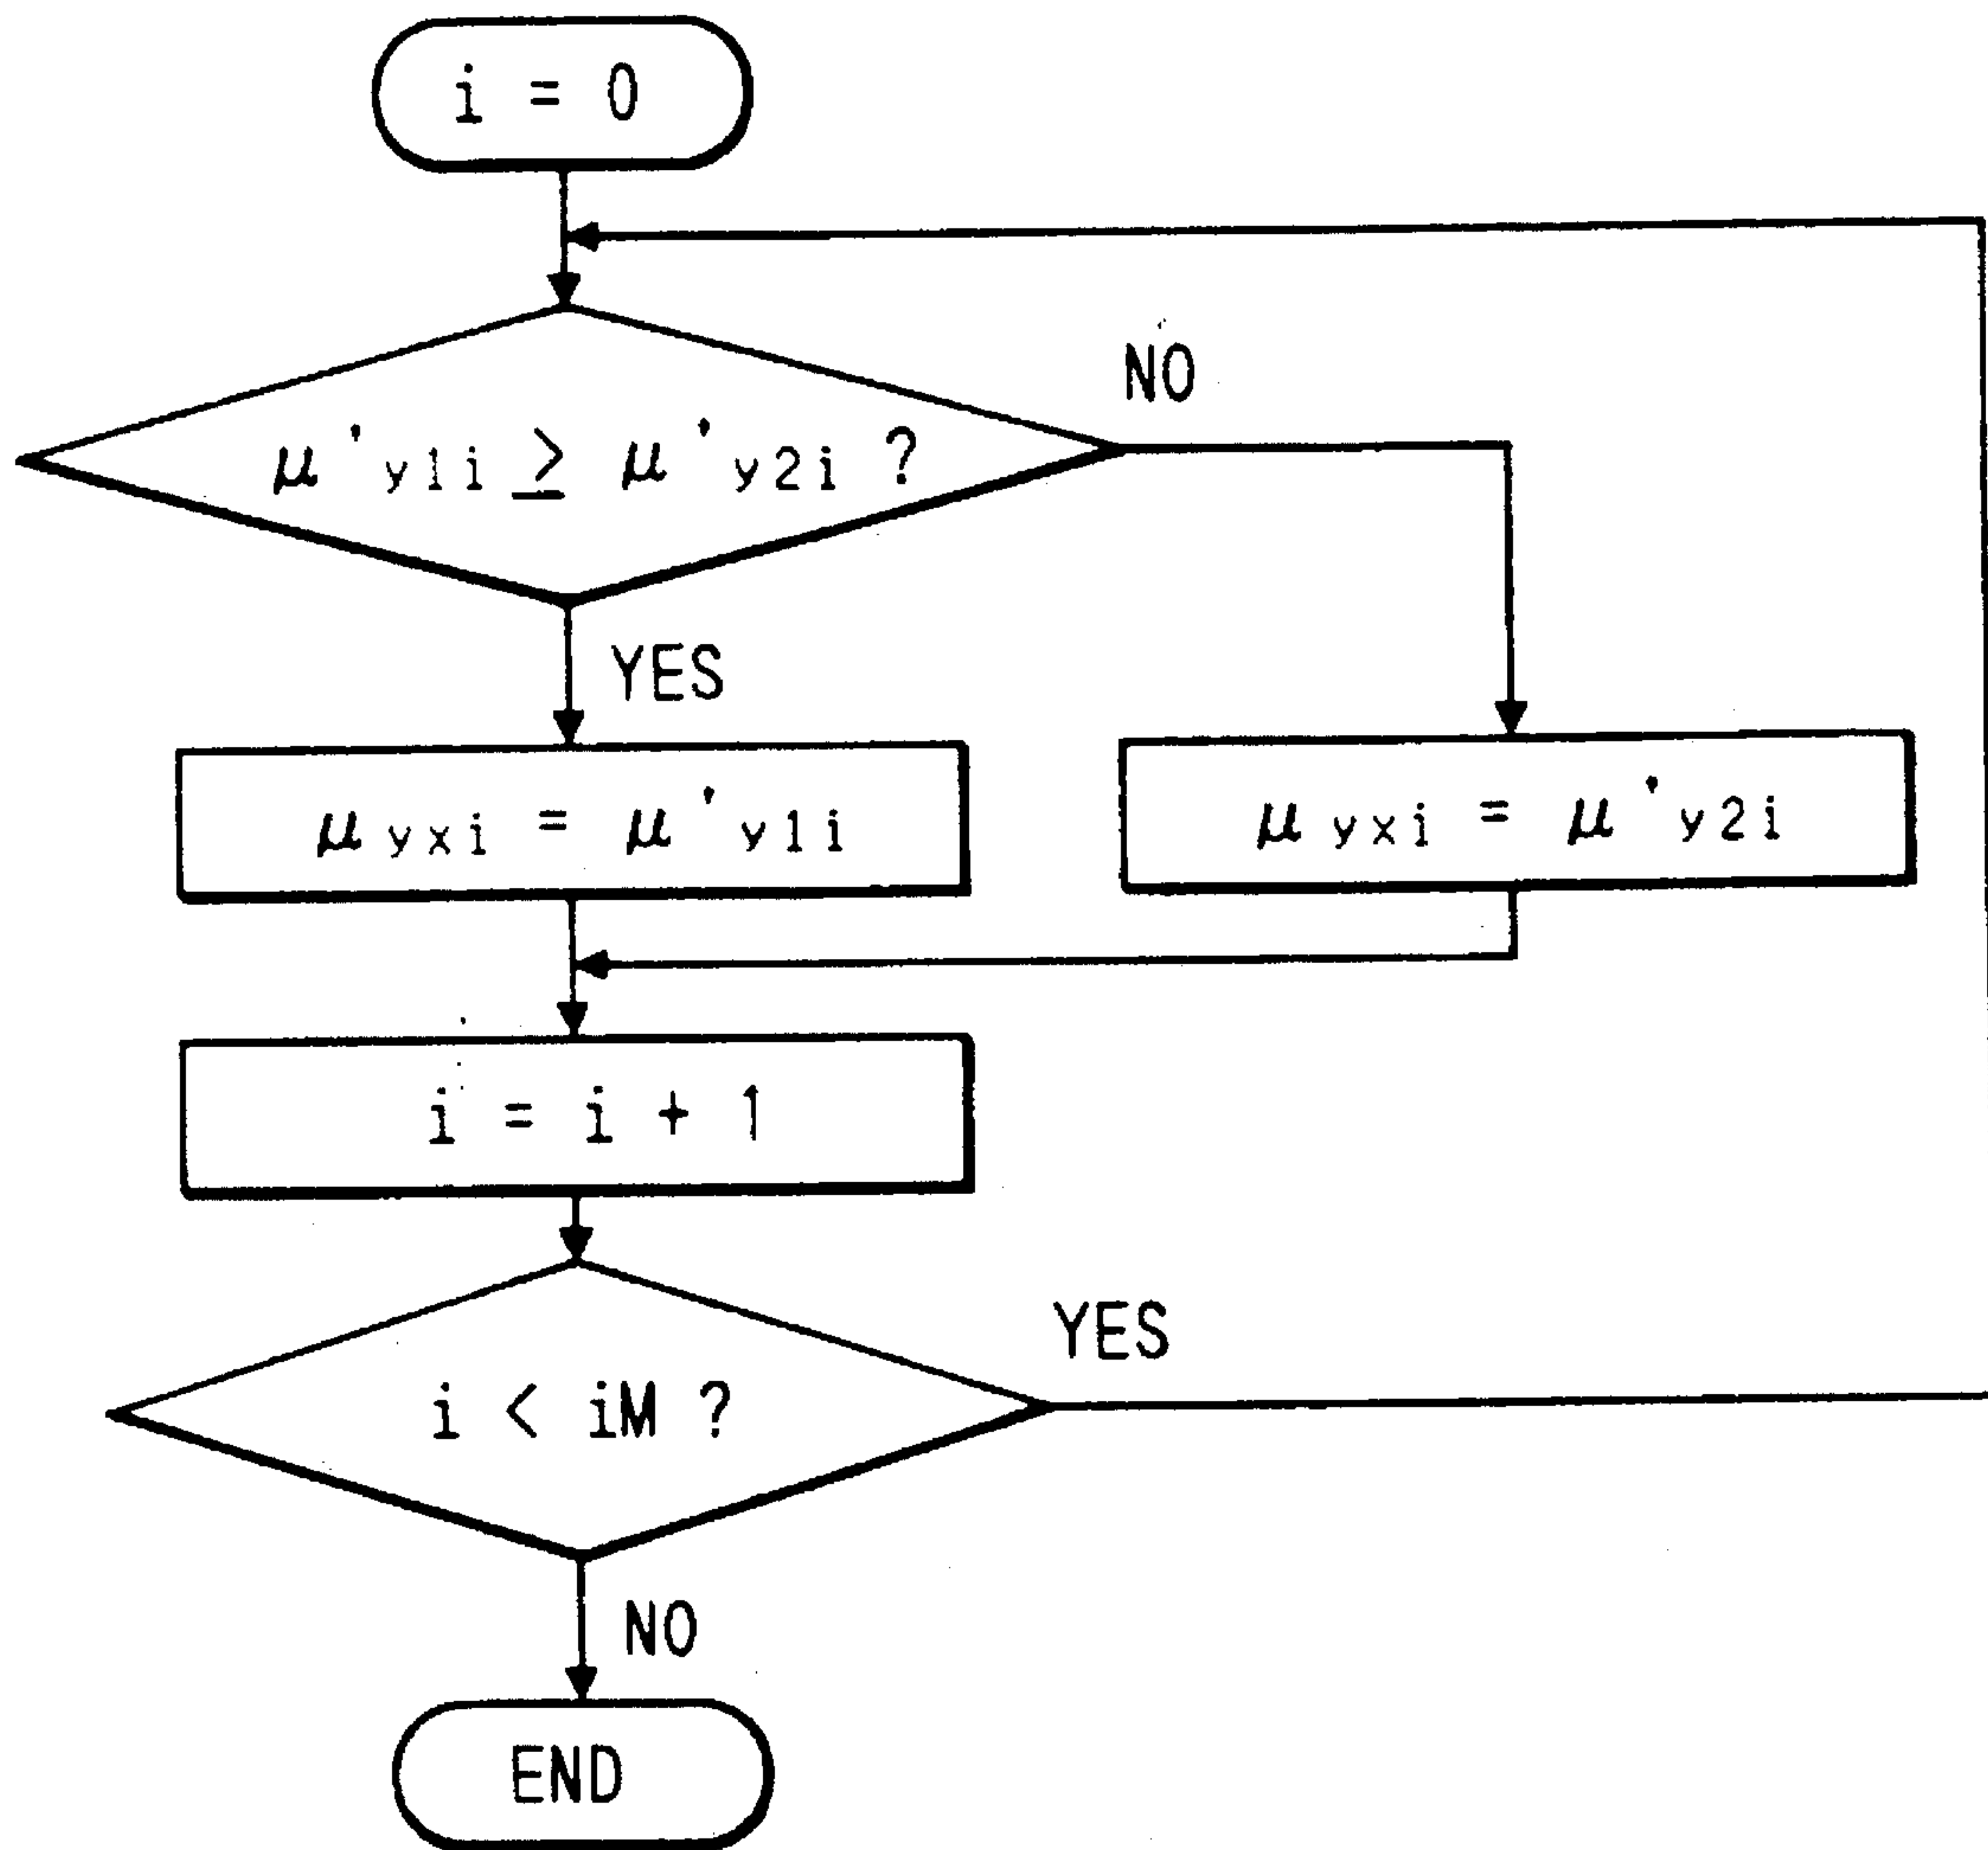 i = 0
μ'y1i ≥ μ'y2i ?
NO
YES
μyxi = μ'y1i
μyxi = μ'y2i
i = i + 1
i < iM ?
YES
NO
END